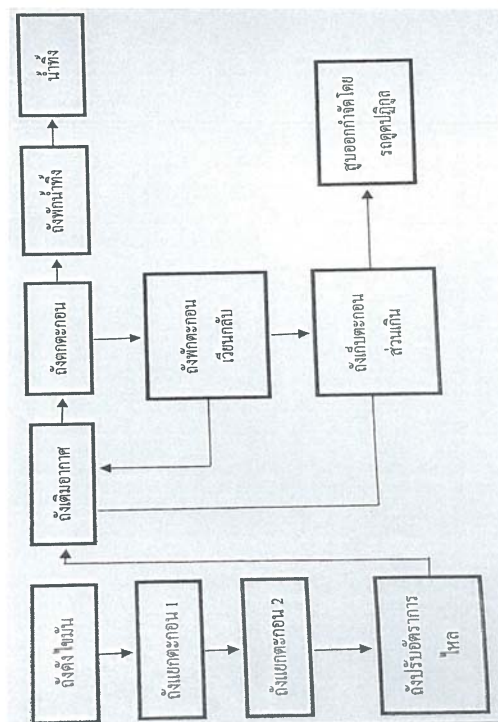 ถังดักไขมัน
ถังแยกตะกอน 1
ถังแยกตะกอน 2
ถังปรับอัตราการ
ไหล
ถังเติมอากาศ
ถังตกตะกอน
ถังพักน้ำทิ้ง
น้ำทิ้ง
ถังพักตะกอน
เวียนกลับ
ถังเก็บตะกอน
ส่วนเกิน
สูบออกกำจัดโดย
รถดูดปฏิกูล